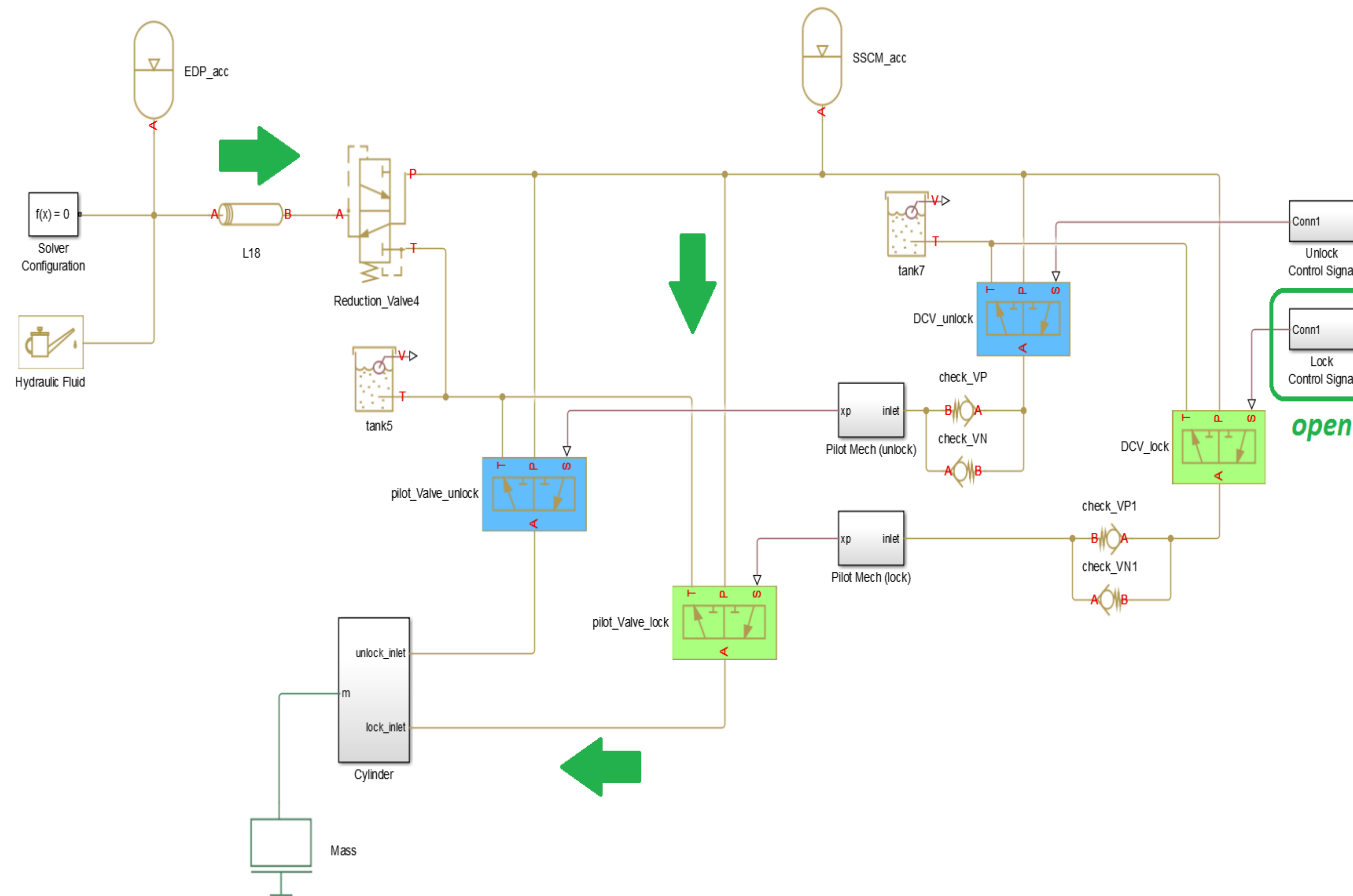 EDP_acc
A
SSCM_acc
A
f(x) = 0
Solver
Configuration
A
B
L18
A
P
T
Reduction_Valve4
Hydraulic Fluid
V
T
tank5
V
T
tank7
Conn1
Unlock
Control Signa
Conn1
Lock
Control Signa
open
T
P
S
DCV_unlock
A
T
P
S
DCV_lock
A
check_VP
B
A
check_VN
A
B
xp
inlet
Pilot Mech (unlock)
T
P
S
pilot_Valve_unlock
A
check_VP1
B
A
check_VN1
A
B
xp
inlet
Pilot Mech (lock)
T
P
S
pilot_Valve_lock
A
unlock_inlet
m
lock_inlet
Cylinder
Mass